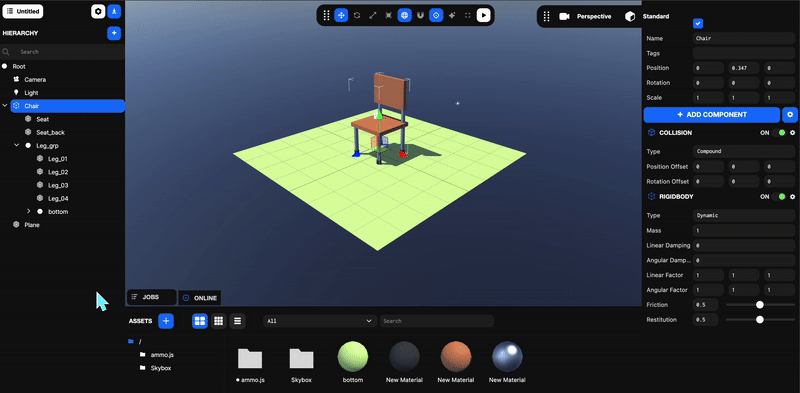 Untitled
HIERARCHY
Search
Root
Camera
Light
Chair
Seat
Seat_back
Leg_grp
Leg_01
Leg_02
Leg_03
Leg_04
bottom
Plane
Perspective
JOBS
ONLINE
ASSETS
All
Search
/
ammo.js
Skybox
ammo.js
Skybox
bottom
New Material
New Material
New Material
Standard
Name Chair
Tags
Position 0 0.347 0
Rotation 0 0 0
Scale 1 1 1
+ ADD COMPONENT
COLLISION ON
Type Compound
Position Offset 0 0 0
Rotation Offset 0 0 0
RIGIDBODY ON
Type Dynamic
Mass 1
Linear Damping 0
Angular Damp... 0
Linear Factor 1 1 1
Angular Factor 1 1 1
Friction 0.5
Restitution 0.5